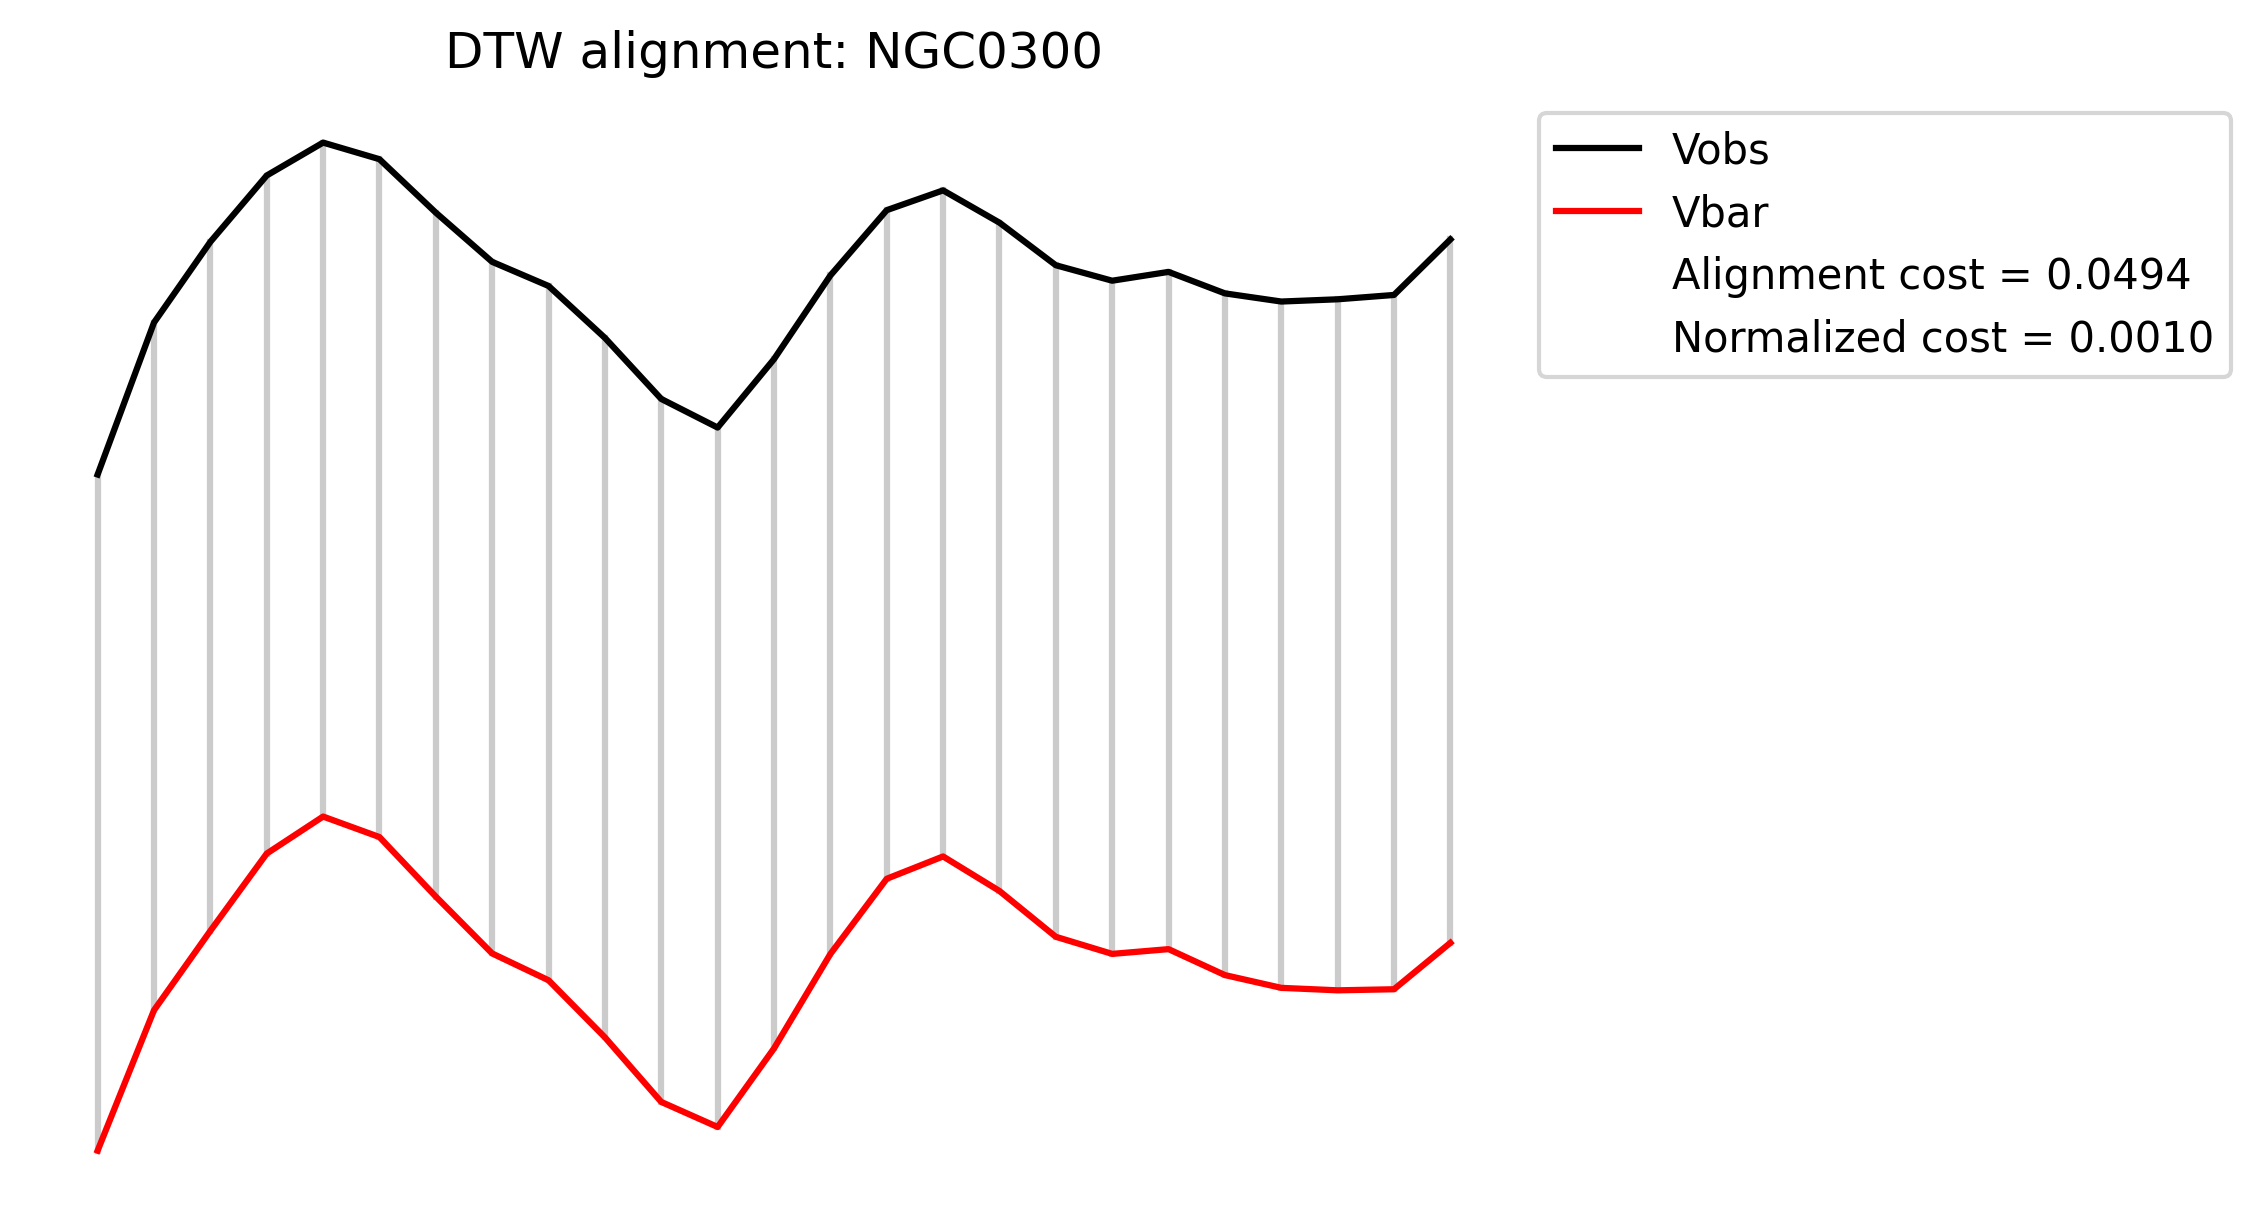 DTW alignment: NGC0300
Vobs
Vbar
Alignment cost = 0.0494
Normalized cost = 0.0010